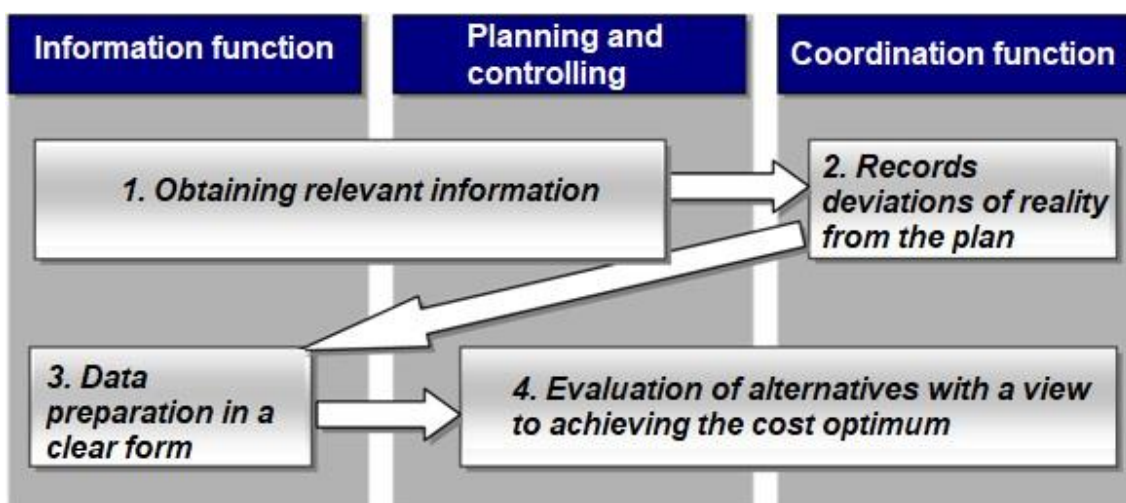 Information function
Planning and
controlling
Coordination function
1. Obtaining relevant information
2. Records
deviations of reality
from the plan
3. Data
preparation in a
clear form
4. Evaluation of alternatives with a view
to achieving the cost optimum